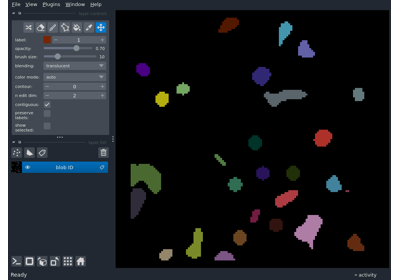 File View Plugins Window Help
label: 1
opacity: 0.70
brush size: 10
blending: translucent
color mode: auto
contour: 0
n edit dim: 2
contiguous:
preserve labels:
show selected:
blob ID
Ready
activity